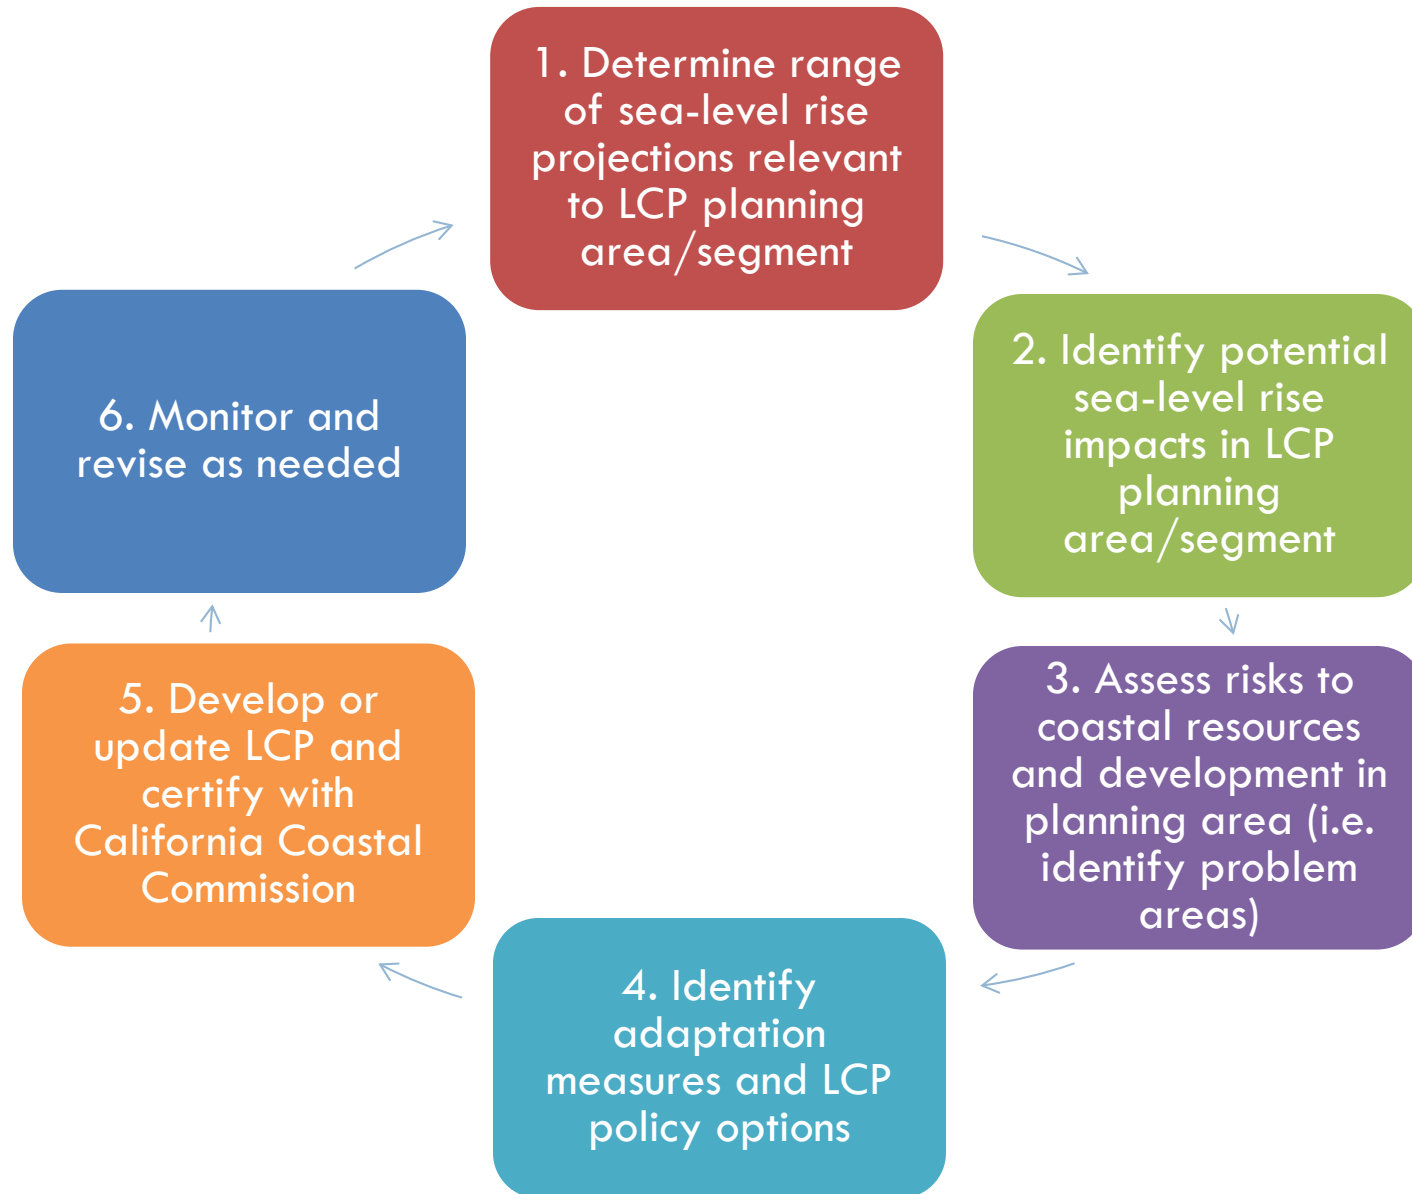 1. Determine range
of sea-level rise
projections relevant
to LCP planning
area/segment
2. Identify potential
sea-level rise
impacts in LCP
planning
area/segment
3. Assess risks to
coastal resources
and development in
planning area (i.e.
identify problem
areas)
4. Identify
adaptation
measures and LCP
policy options
5. Develop or
update LCP and
certify with
California Coastal
Commission
6. Monitor and
revise as needed